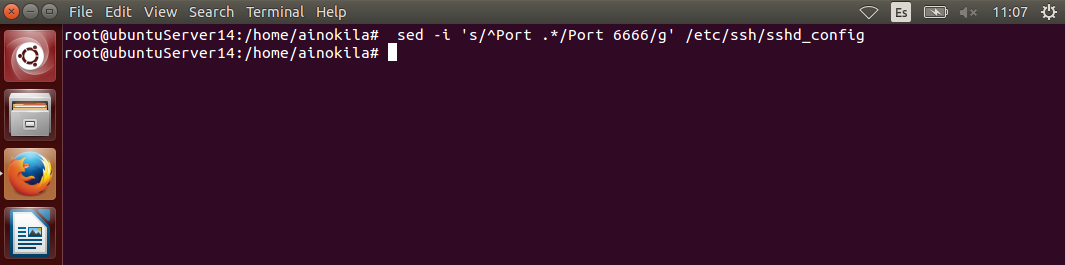 File Edit View Search Terminal Help Es 11:07
root@ubuntuServer14:/home/ainokila#  sed -i 's/^Port .*/Port 6666/g' /etc/ssh/sshd_config
root@ubuntuServer14:/home/ainokila#